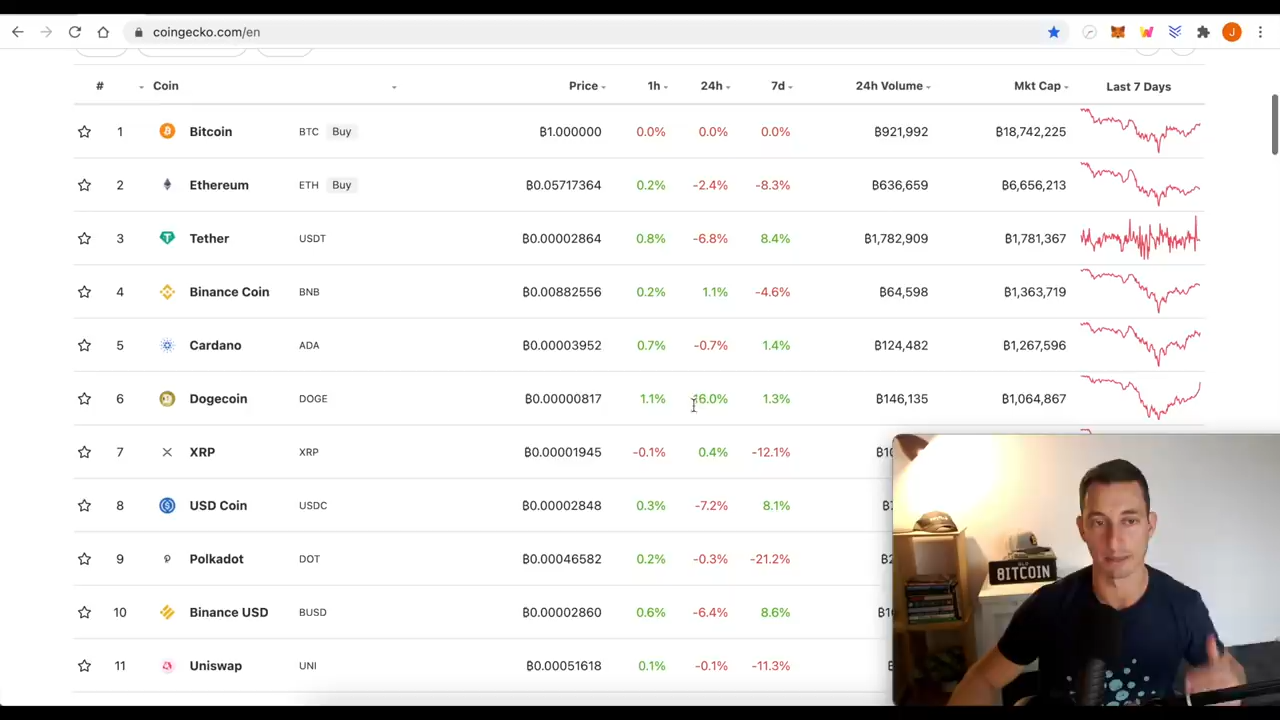 coingecko.com/en
J
# Coin Price 1h 24h 7d 24h Volume Mkt Cap Last 7 Days
1 Bitcoin BTC Buy ₿1.000000 0.0% 0.0% 0.0% ₿921,992 ₿18,742,225
2 Ethereum ETH Buy ₿0.05717364 0.2% -2.4% -8.3% ₿636,659 ₿6,656,213
3 Tether USDT ₿0.00002864 0.8% -6.8% 8.4% ₿1,782,909 ₿1,781,367
4 Binance Coin BNB ₿0.00882556 0.2% 1.1% -4.6% ₿64,598 ₿1,363,719
5 Cardano ADA ₿0.00003952 0.7% -0.7% 1.4% ₿124,482 ₿1,267,596
6 Dogecoin DOGE ₿0.00000817 1.1% 16.0% 1.3% ₿146,135 ₿1,064,867
7 XRP XRP ₿0.00001945 -0.1% 0.4% -12.1%
8 USD Coin USDC ₿0.00002848 0.3% -7.2% 8.1%
9 Polkadot DOT ₿0.00046582 0.2% -0.3% -21.2%
10 Binance USD BUSD ₿0.00002860 0.6% -6.4% 8.6%
11 Uniswap UNI ₿0.00051618 0.1% -0.1% -11.3%
BITCOIN